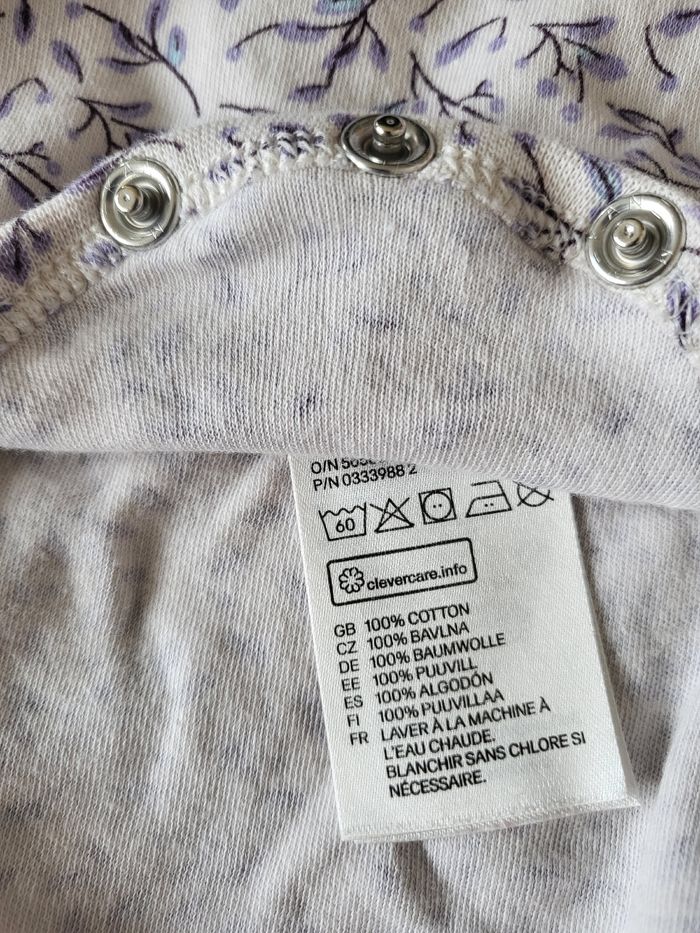 O/N
P/N 0333988 2
60
clevercare.info
GB 100% COTTON
CZ 100% BAVLNA
DE 100% BAUMWOLLE
EE 100% PUUVILL
ES 100% ALGODÓN
FI 100% PUUVILLAA
FR LAVER À LA MACHINE À
L'EAU CHAUDE.
BLANCHIR SANS CHLORE SI
NÉCESSAIRE.